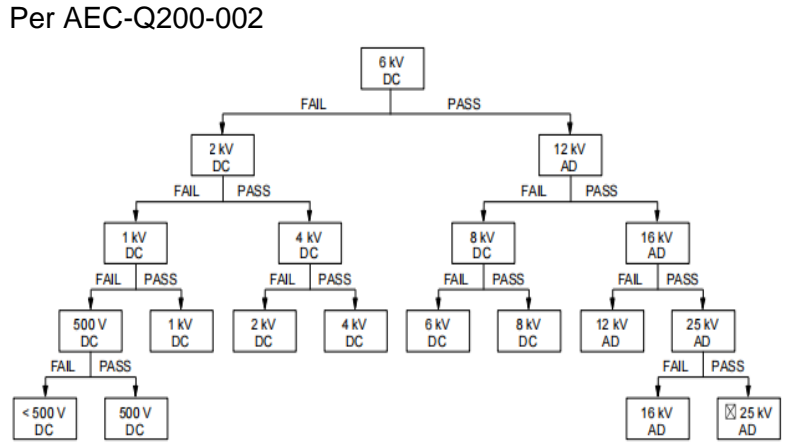 Per AEC-Q200-002
6 kV
DC
FAIL PASS
2 kV
DC
12 kV
AD
FAIL PASS
FAIL PASS
1 kV
DC
4 kV
DC
8 kV
DC
16 kV
AD
FAIL PASS
FAIL PASS
FAIL PASS
FAIL PASS
500 V
DC
1 kV
DC
2 kV
DC
4 kV
DC
6 kV
DC
8 kV
DC
12 kV
AD
25 kV
AD
FAIL PASS
FAIL PASS
< 500 V
DC
500 V
DC
16 kV
AD
25 kV
AD